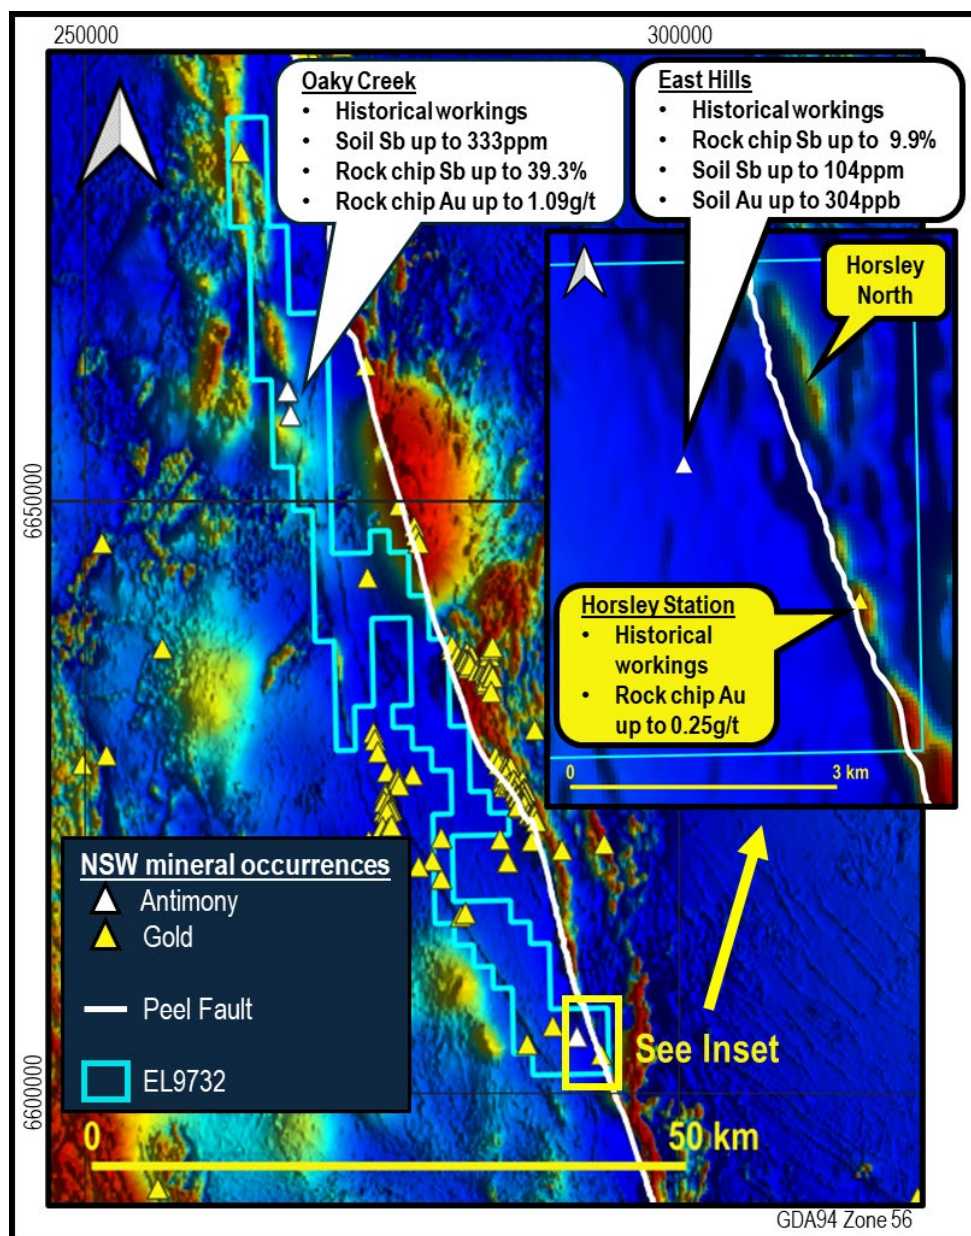 250000
300000
Oaky Creek
• Historical workings
• Soil Sb up to 333ppm
• Rock chip Sb up to 39.3%
• Rock chip Au up to 1.09g/t
East Hills
• Historical workings
• Rock chip Sb up to 9.9%
• Soil Sb up to 104ppm
• Soil Au up to 304ppb
Horsley
North
6650000
Horsley Station
• Historical
workings
• Rock chip Au
up to 0.25g/t
0
3 km
NSW mineral occurrences
Antimony
Gold
Peel Fault
EL9732
See Inset
6600000
0
50 km
GDA94 Zone 56